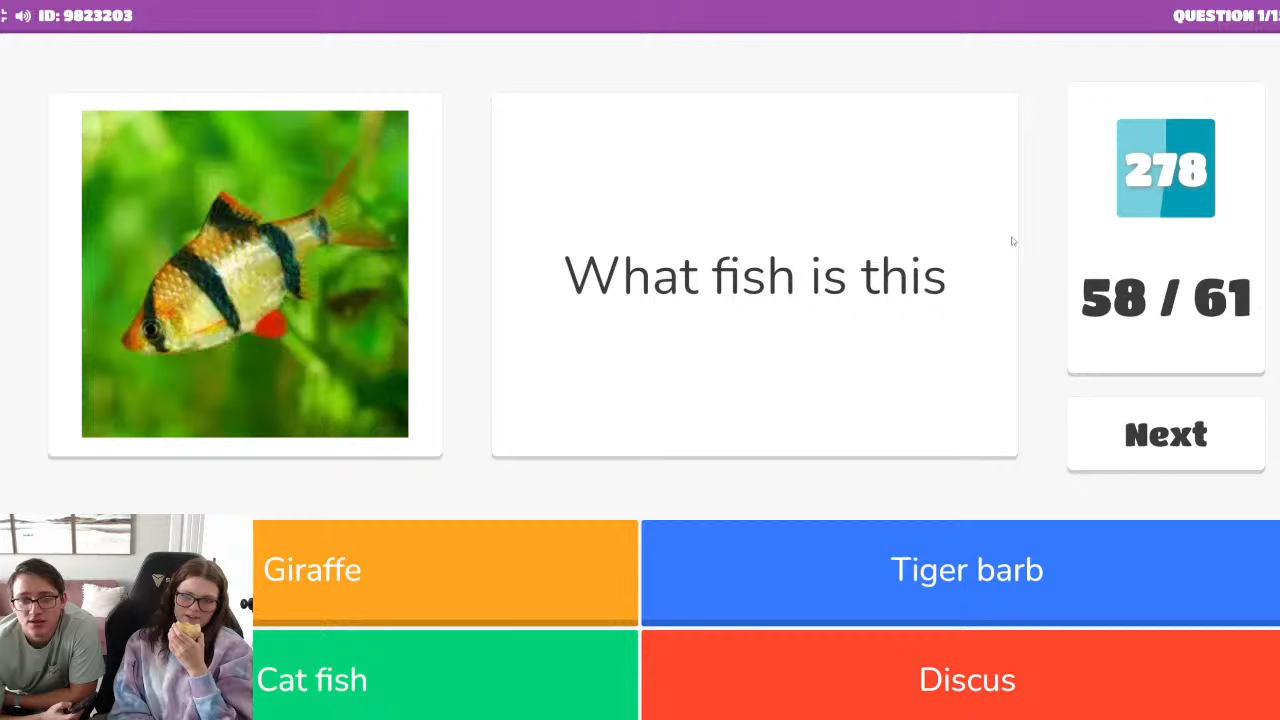 ID: 9823203
QUESTION 1/1
278
What fish is this
58 / 61
Next
Giraffe
Tiger barb
Cat fish
Discus